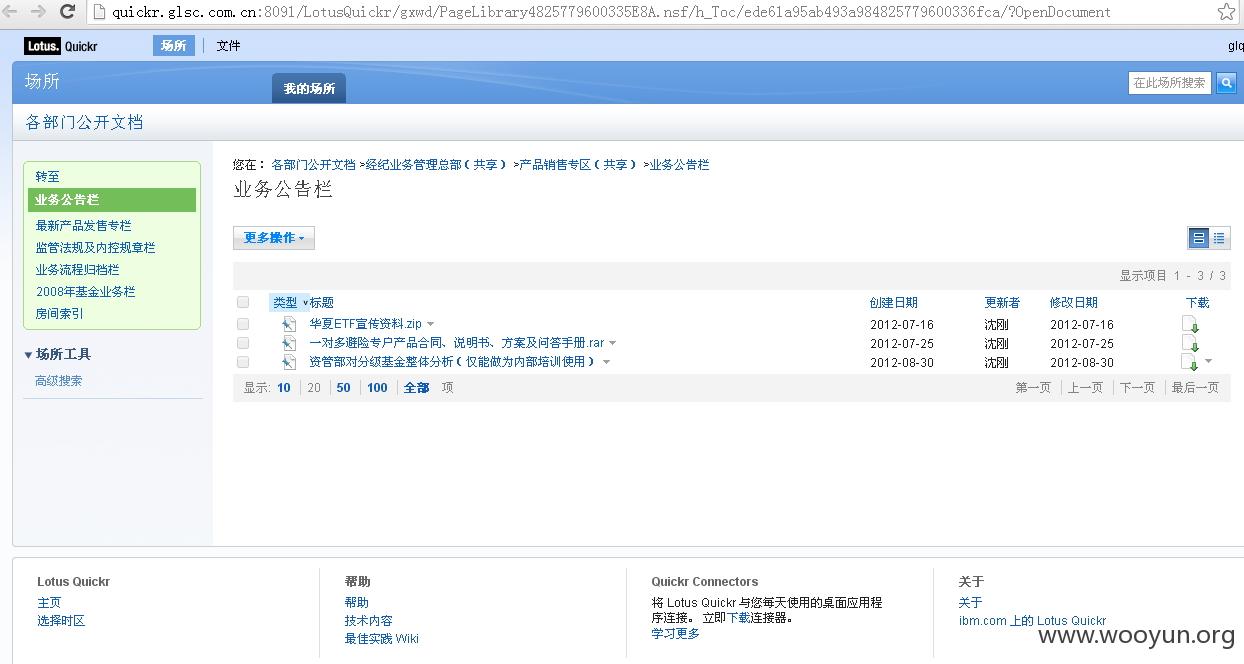 quickr.glsc.com.cn:8091/LotusQuickr/gxwd/PageLibrary4825779600335E8A.nsf/h_Toc/ede61a95ab493a984825779600336fca/?OpenDocument
Lotus. Quickr 场所 文件 glq
场所 我的场所 在此场所搜索
各部门公开文档
您在： 各部门公开文档 >经纪业务管理总部（共享） >产品销售专区（共享） >业务公告栏
业务公告栏
转至
业务公告栏
最新产品发售专栏
监管法规及内控规章栏
业务流程归档栏
2008年基金业务栏
房间索引
场所工具
高级搜索
更多操作
显示项目 1 - 3 / 3
类型 标题 创建日期 更新者 修改日期 下载
华夏ETF宣传资料.zip 2012-07-16 沈刚 2012-07-16
一对多避险专户产品合同、说明书、方案及问答手册.rar 2012-07-25 沈刚 2012-07-25
资管部对分级基金整体分析（仅能做为内部培训使用） 2012-08-30 沈刚 2012-08-30
显示: 10 20 50 100 全部 项 第一页 上一页 下一页 最后一页
Lotus Quickr
主页
选择时区
帮助
帮助
技术内容
最佳实践 Wiki
Quickr Connectors
将 Lotus Quickr 与您每天使用的桌面应用程
序连接。 立即下载连接器。
学习更多
关于
关于
ibm.com 上的 Lotus Quickr
www.wooyun.org